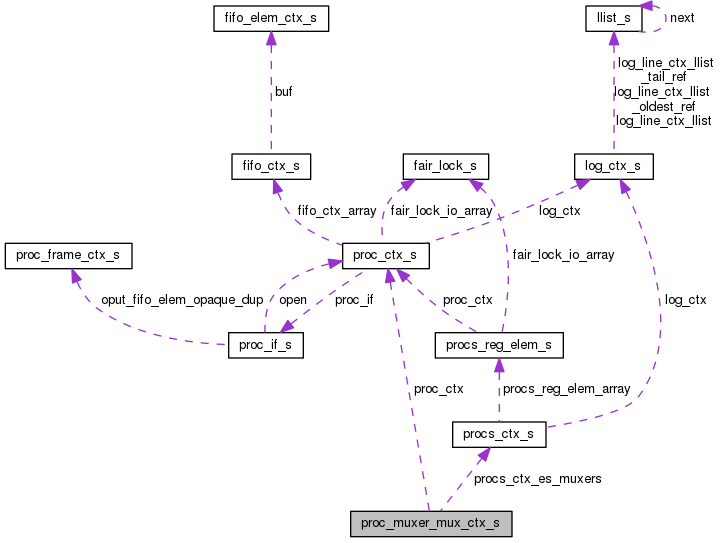 fifo_elem_ctx_s
llist_s
next
log_line_ctx_llist
_tail_ref
log_line_ctx_llist
_oldest_ref
log_line_ctx_llist
buf
fifo_ctx_s
fair_lock_s
log_ctx_s
fifo_ctx_array
fair_lock_io_array
log_ctx
proc_frame_ctx_s
proc_ctx_s
fair_lock_io_array
oput_fifo_elem_opaque_dup
open
proc_if
proc_ctx
log_ctx
proc_if_s
procs_reg_elem_s
proc_ctx
procs_reg_elem_array
procs_ctx_s
procs_ctx_es_muxers
proc_muxer_mux_ctx_s